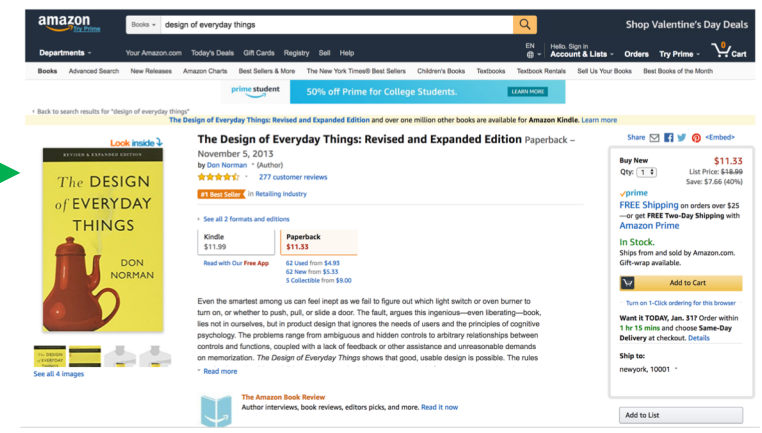 amazon
Try Prime
Books
design of everyday things
Shop Valentine's Day Deals
Departments
Your Amazon.com Today's Deals Gift Cards Registry Sell Help
EN
Hello. Sign in
Account & Lists
Orders
Try Prime
0
Cart
Books Advanced Search New Releases Amazon Charts Best Sellers & More The New York Times® Best Sellers Children's Books Textbooks Textbook Rentals Sell Us Your Books Best Books of the Month
prime student
50% off Prime for College Students.
LEARN MORE
‹ Back to search results for "design of everyday things"
The Design of Everyday Things: Revised and Expanded Edition and over one million other books are available for Amazon Kindle. Learn more
Look inside
REVISED & EXPANDED EDITION
The DESIGN
of EVERYDAY
THINGS
DON
NORMAN
See all 4 images
The Design of Everyday Things: Revised and Expanded Edition Paperback –
November 5, 2013
by Don Norman (Author)
277 customer reviews
#1 Best Seller in Retailing Industry
See all 2 formats and editions
Kindle
$11.99
Paperback
$11.33
Read with Our Free App
62 Used from $4.93
62 New from $5.33
5 Collectible from $9.00
Even the smartest among us can feel inept as we fail to figure out which light switch or oven burner to
turn on, or whether to push, pull, or slide a door. The fault, argues this ingenious—even liberating—book,
lies not in ourselves, but in product design that ignores the needs of users and the principles of cognitive
psychology. The problems range from ambiguous and hidden controls to arbitrary relationships between
controls and functions, coupled with a lack of feedback or other assistance and unreasonable demands
on memorization. The Design of Everyday Things shows that good, usable design is possible. The rules
Read more
The Amazon Book Review
Author interviews, book reviews, editors picks, and more. Read it now
Share
<Embed>
Buy New
$11.33
Qty: 1
List Price: $18.99
Save: $7.66 (40%)
prime
FREE Shipping on orders over $25
—or get FREE Two-Day Shipping with
Amazon Prime
In Stock.
Ships from and sold by Amazon.com.
Gift-wrap available.
Add to Cart
Turn on 1-Click ordering for this browser
Want it TODAY, Jan. 31? Order within
1 hr 15 mins and choose Same-Day
Delivery at checkout. Details
Ship to:
newyork, 10001
Add to List